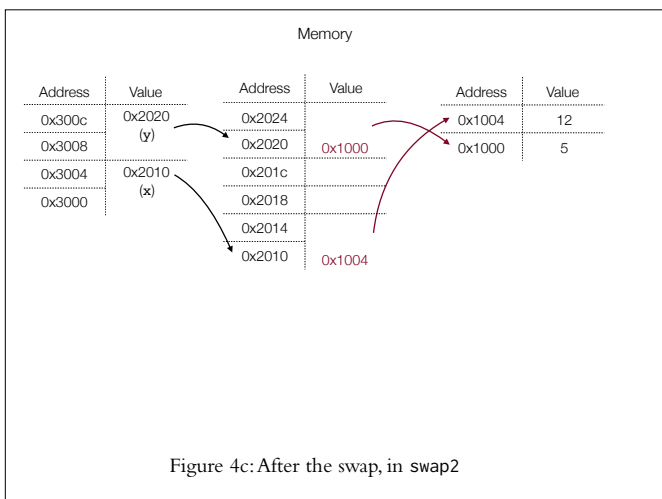 Memory
Address Value
0x300c 0x2020
(y)
0x3008
0x3004 0x2010
(x)
0x3000
Address Value
0x2024
0x2020 0x1000
0x201c
0x2018
0x2014
0x2010 0x1004
Address Value
0x1004 12
0x1000 5
Figure 4c: After the swap, in swap2